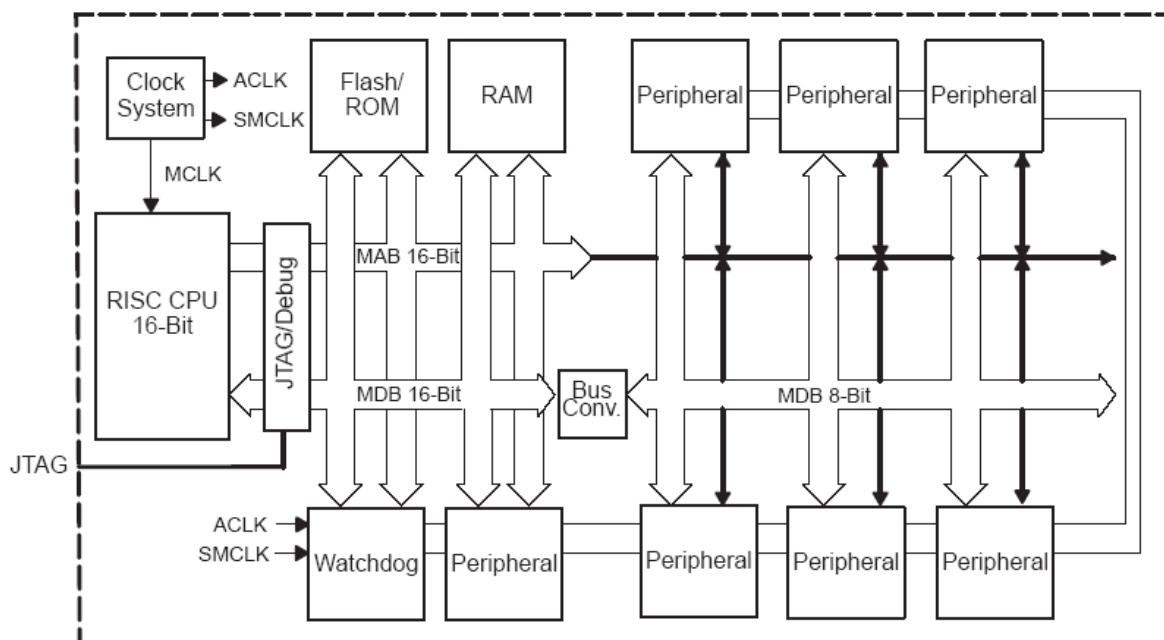 Clock
System
ACLK
SMCLK
MCLK
Flash/
ROM
RAM
Peripheral
Peripheral
Peripheral
RISC CPU
16-Bit
JTAG/Debug
MAB 16-Bit
MDB 16-Bit
Bus
Conv.
MDB 8-Bit
JTAG
ACLK
SMCLK
Watchdog
Peripheral
Peripheral
Peripheral
Peripheral